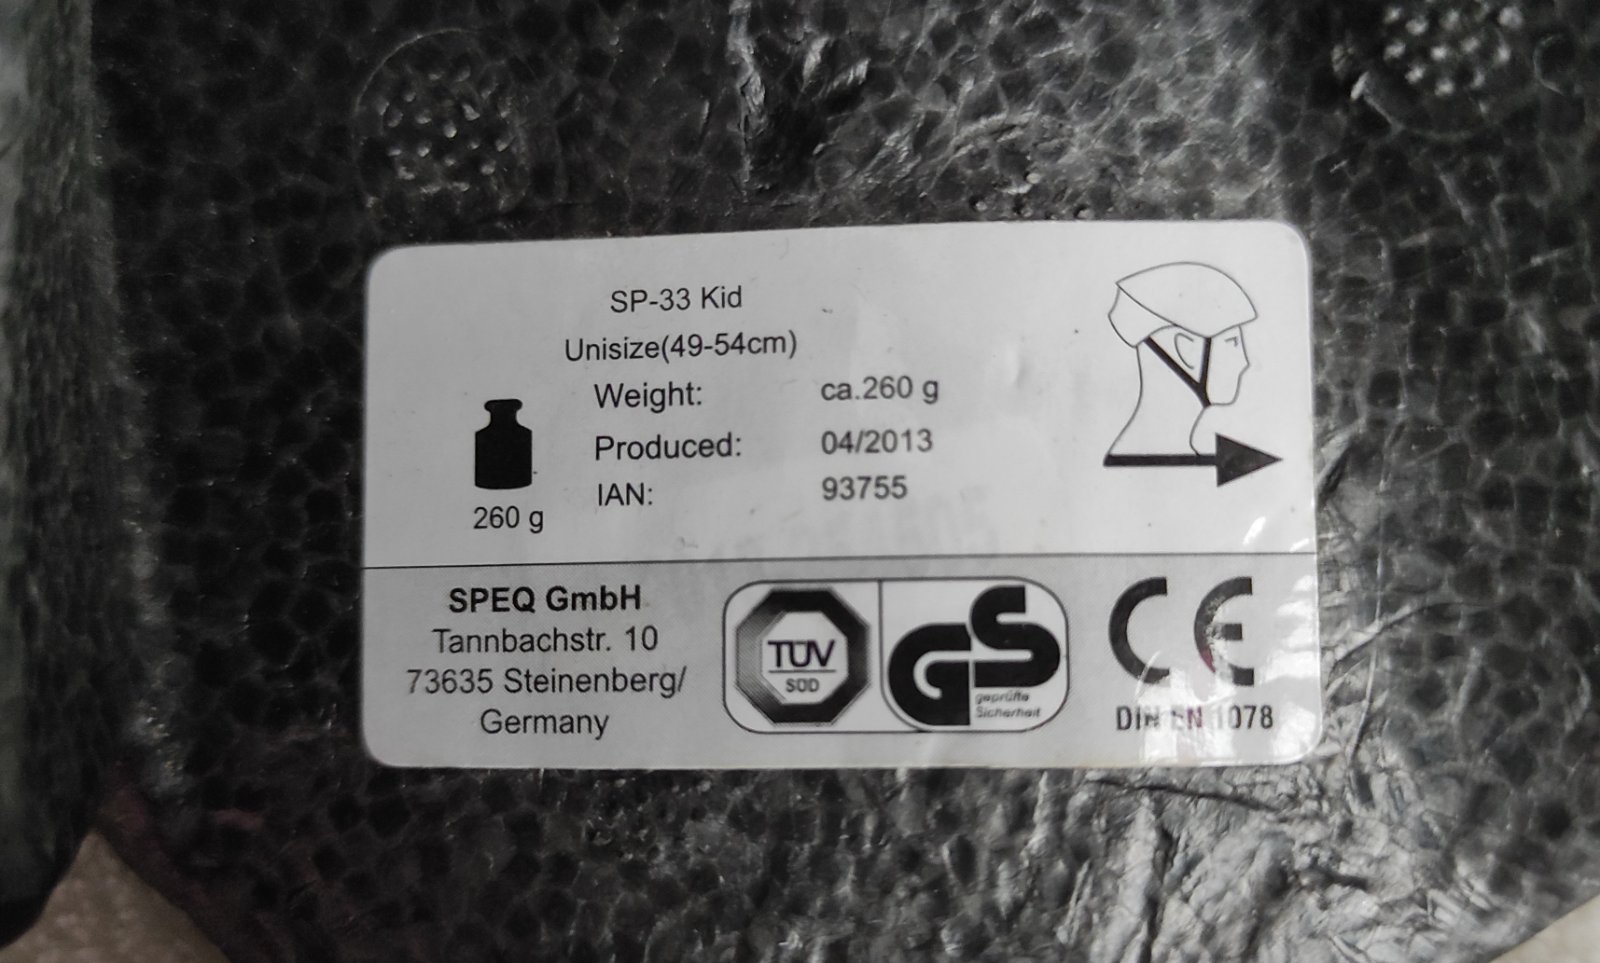 SP-33 Kid
Unisize(49-54cm)
Weight: ca.260 g
Produced: 04/2013
IAN: 93755
260 g
SPEQ GmbH
Tannbachstr. 10
73635 Steinenberg/
Germany
TÜV
SÜD
GS
geprüfte
Sicherheit
CE
DIN EN 1078